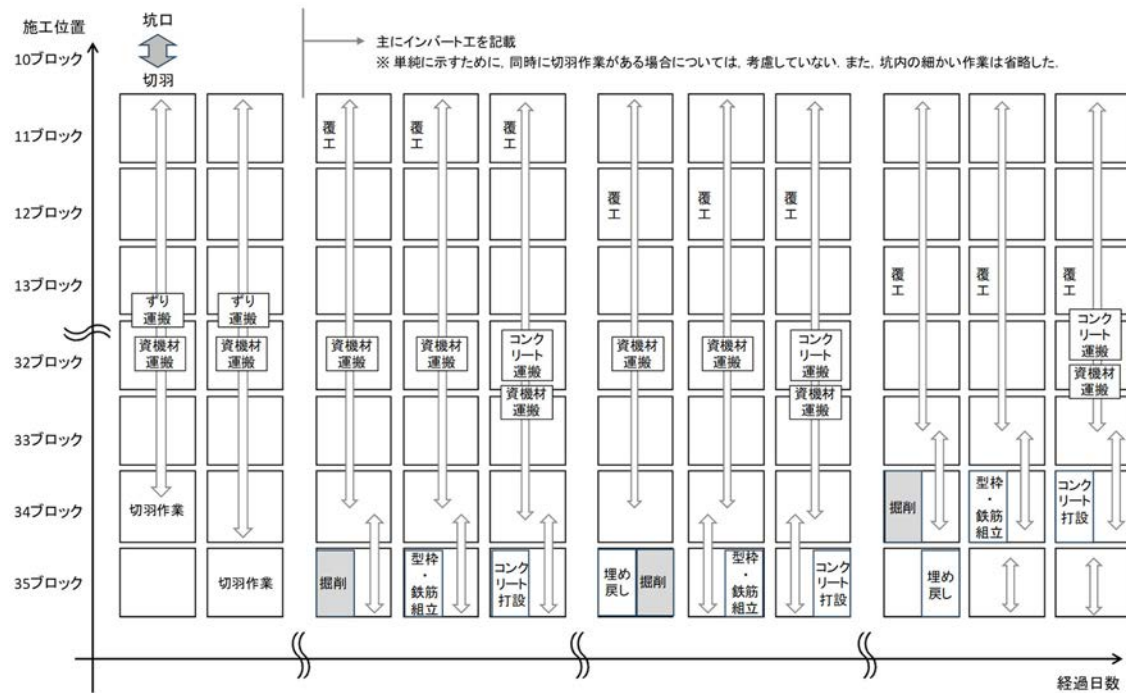 施工位置
坑口
切羽
主にインバート工を記載
※ 単純に示すために，同時に切羽作業がある場合については，考慮していない．また，坑内の細かい作業は省略した．
10ブロック
11ブロック
覆
工
覆
工
覆
工
12ブロック
覆
工
覆
工
覆
工
13ブロック
覆
工
覆
工
覆
工
ずり
運搬
ずり
運搬
32ブロック
資機材
運搬
資機材
運搬
資機材
運搬
資機材
運搬
コンク
リート
運搬
資機材
運搬
資機材
運搬
資機材
運搬
コンク
リート
運搬
資機材
運搬
コンク
リート
運搬
資機材
運搬
33ブロック
34ブロック
切羽作業
掘削
型枠
・
鉄筋
組立
コンク
リート
打設
35ブロック
切羽作業
掘削
型枠
・
鉄筋
組立
コンク
リート
打設
埋め
戻し
掘削
型枠
・
鉄筋
組立
コンク
リート
打設
埋め
戻し
経過日数